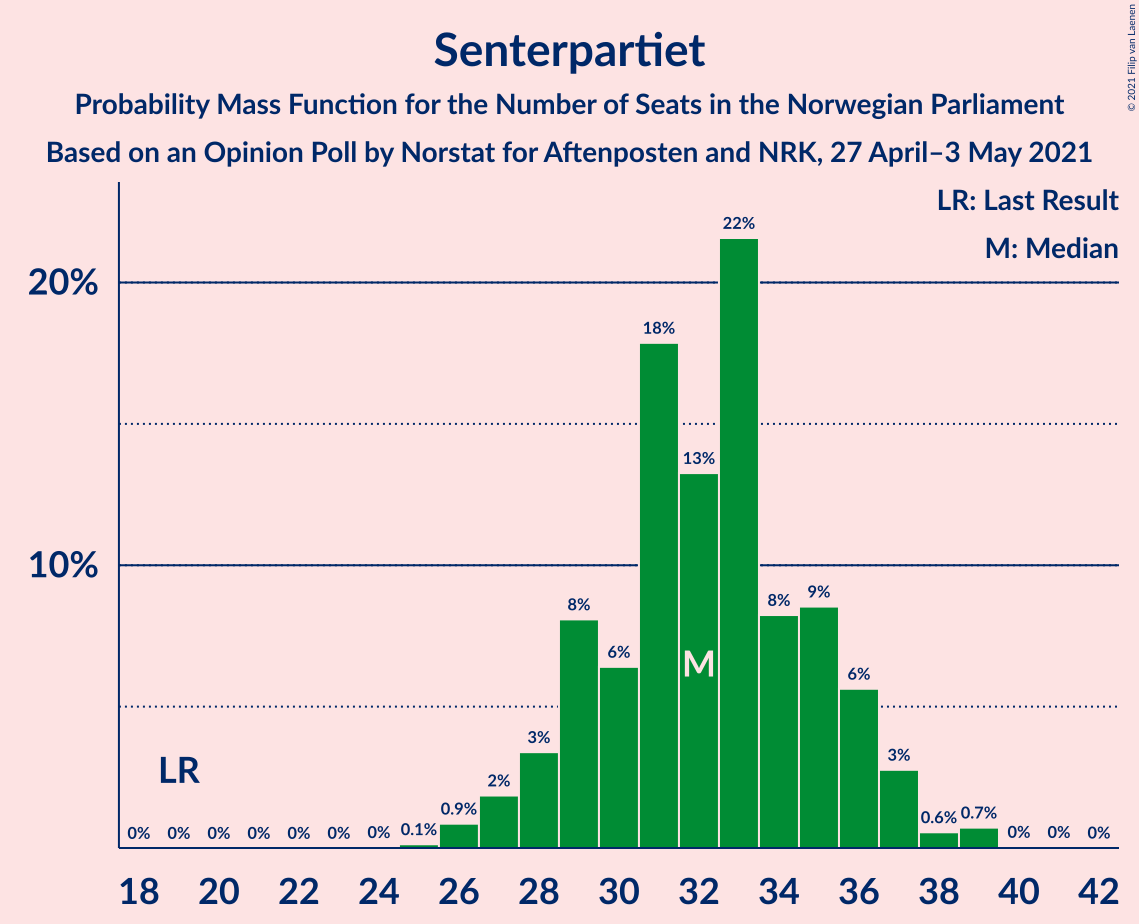 Senterpartiet
Probability Mass Function for the Number of Seats in the Norwegian Parliament
Based on an Opinion Poll by Norstat for Aftenposten and NRK, 27 April–3 May 2021
© 2021 Filip van Laenen
LR: Last Result
M: Median
20%
10%
0% 0% 0% 0% 0% 0% 0% 0.1% 0.9% 2% 3% 8% 6% 18% 13% 22% 8% 9% 6% 3% 0.6% 0.7% 0% 0% 0%
LR
M
18 20 22 24 26 28 30 32 34 36 38 40 42